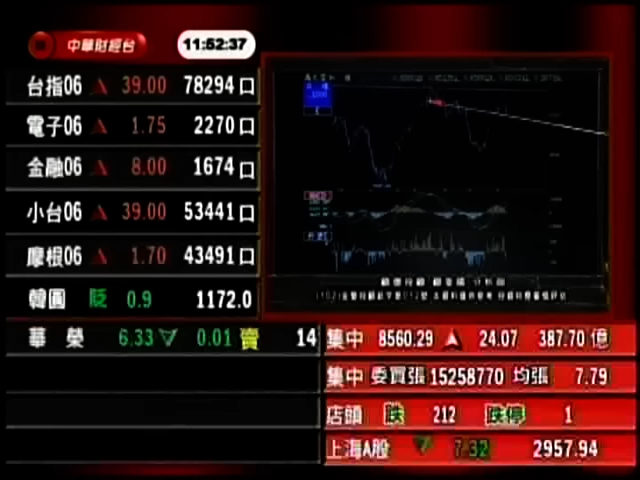 中華財經台
11:52:37
台指06 39.00 78294口
電子06 1.75 2270口
金融06 8.00 1674口
小台06 39.00 53441口
摩根06 1.70 43491口
韓圓 貶 0.9 1172.0
華榮 6.33▽ 0.01 賣 14
集中 8560.29 24.07 387.70 億
集中 委買張 15258770 均張 7.79
店頭 跌 212 跌停 1
上海A股 7.32 2957.94